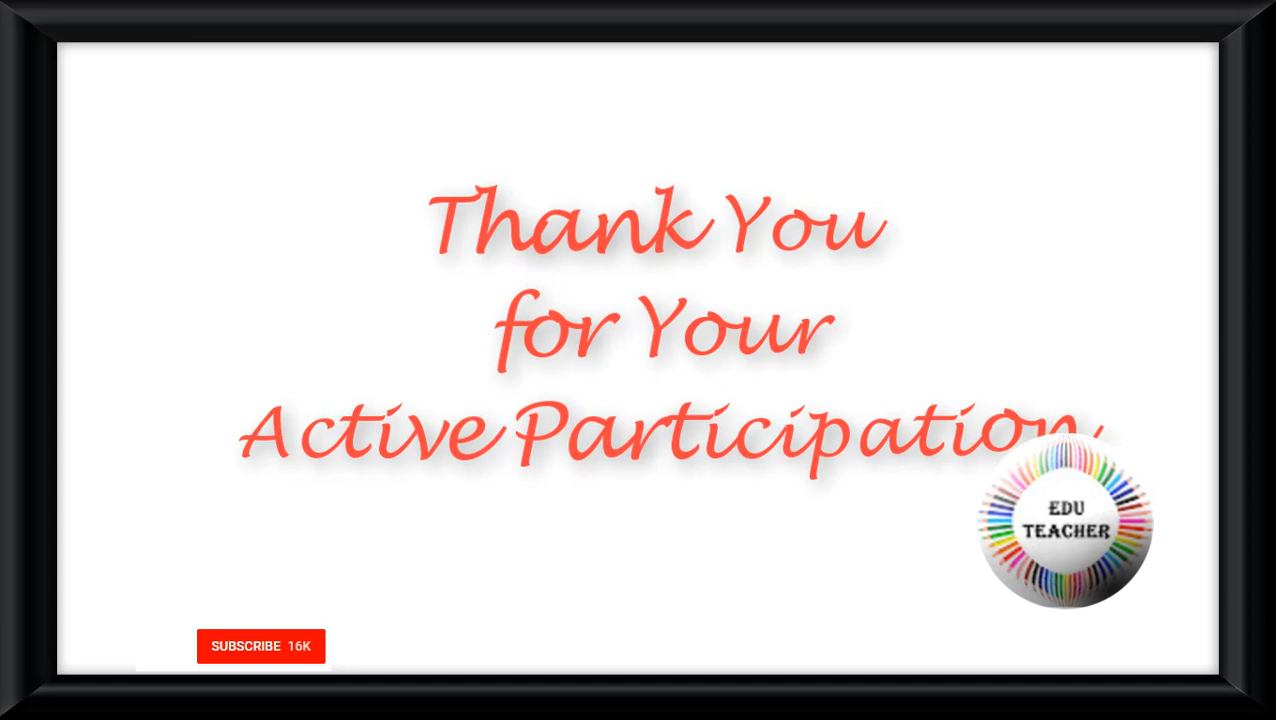 Thank You
for Your
Active Participation
EDU
TEACHER
SUBSCRIBE 16K